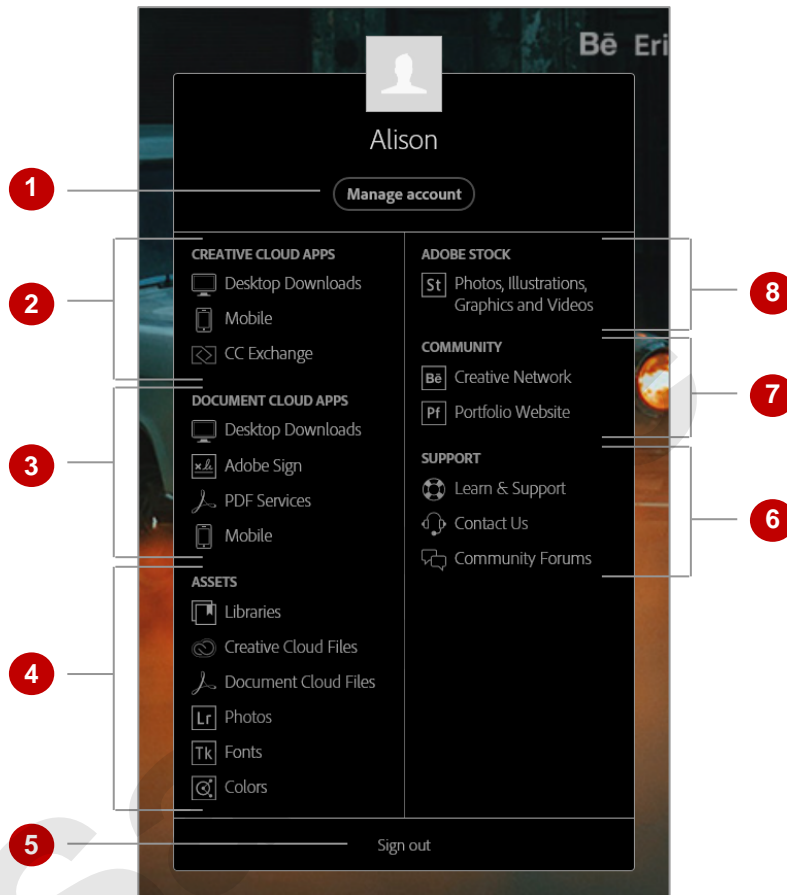 Bē Eri
Alison
1
Manage account
2
CREATIVE CLOUD APPS
Desktop Downloads
Mobile
CC Exchange
3
DOCUMENT CLOUD APPS
Desktop Downloads
Adobe Sign
PDF Services
Mobile
4
ASSETS
Libraries
Creative Cloud Files
Document Cloud Files
Lr Photos
Tk Fonts
Colors
8
ADOBE STOCK
St Photos, Illustrations,
Graphics and Videos
7
COMMUNITY
Bē Creative Network
Pf Portfolio Website
6
SUPPORT
Learn & Support
Contact Us
Community Forums
5
Sign out